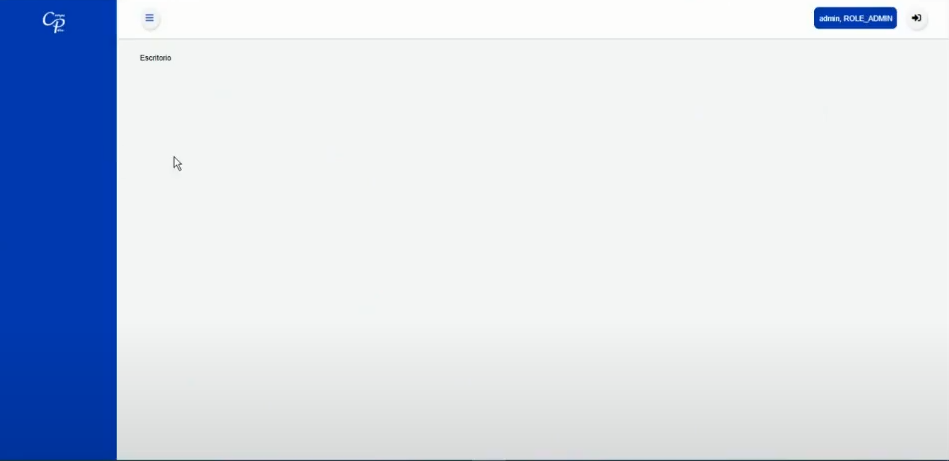 CP
admin, ROLE_ADMIN
Escritorio